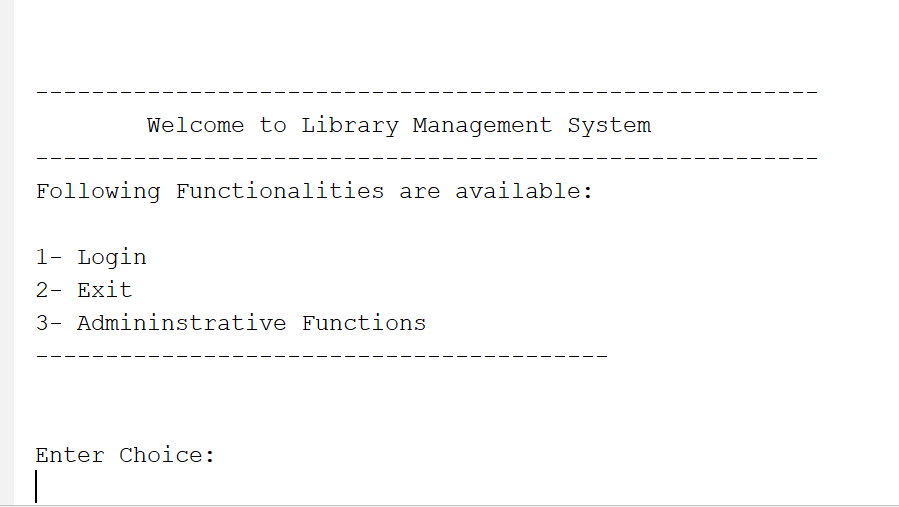 --------------------------------------------------------
Welcome to Library Management System
--------------------------------------------------------
Following Functionalities are available:
1- Login
2- Exit
3- Admininstrative Functions
-----------------------------------------
Enter Choice: